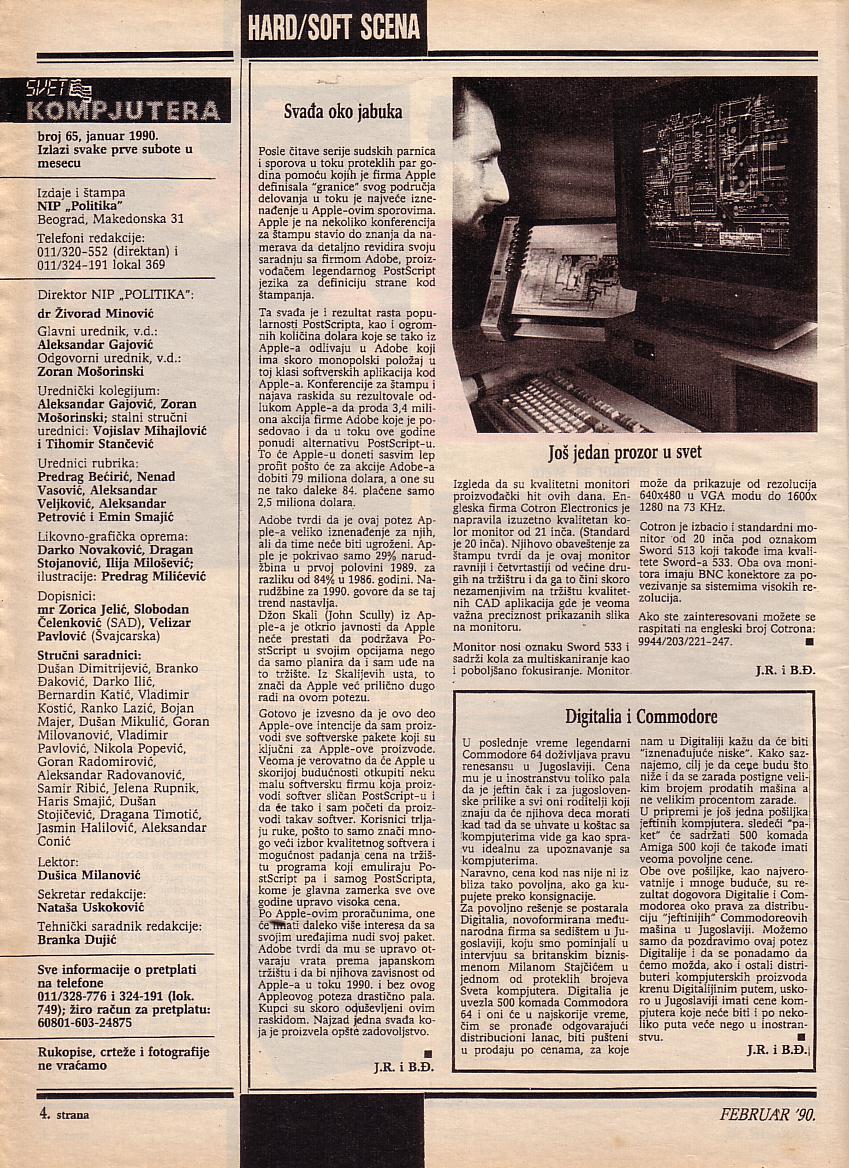 HARD/SOFT SCENA
SVET
KOMPJUTERA
broj 65, januar 1990.
Izlazi svake prve subote u
mesecu
Izdaje i štampa
NIP „Politika”
Beograd, Makedonska 31
Telefoni redakcije:
011/320-552 (direktan) i
011/324-191 lokal 369
Direktor NIP „POLITIKA”:
dr Živorad Minović
Glavni urednik, v.d.:
Aleksandar Gajović
Odgovorni urednik, v.d.:
Zoran Mošorinski
Urednički kolegijum:
Aleksandar Gajović, Zoran
Mošorinski; stalni stručni
urednici: Vojislav Mihajlović
i Tihomir Stančević
Urednici rubrika:
Predrag Bećirić, Nenad
Vasović, Aleksandar
Veljković, Aleksandar
Petrović i Emin Smajić
Likovno-grafička oprema:
Darko Novaković, Dragan
Stojanović, Ilija Milošević;
ilustracije: Predrag Milićević
Dopisnici:
mr Zorica Jelić, Slobodan
Čelenković (SAD), Velizar
Pavlović (Švajcarska)
Stručni saradnici:
Dušan Dimitrijević, Branko
Đaković, Darko Ilić,
Bernardin Katić, Vladimir
Kostić, Ranko Lazić, Bojan
Majer, Dušan Mikulić, Goran
Milovanović, Vladimir
Pavlović, Nikola Popević,
Goran Radomirović,
Aleksandar Radovanović,
Samir Ribić, Jelena Rupnik,
Haris Smajić, Dušan
Stojičević, Dragana Timotić,
Jasmin Halilović, Aleksandar
Conić
Lektor:
Dušica Milanović
Sekretar redakcije:
Nataša Uskoković
Tehnički saradnik redakcije:
Branka Dujić
Sve informacije o pretplati
na telefone
011/328-776 i 324-191 (lok.
749); žiro račun za pretplatu:
60801-603-24875
Rukopise, crteže i fotografije
ne vraćamo
Svađa oko jabuka
Posle čitave serije sudskih parnica
i sporova u toku proteklih par go-
dina pomoću kojih je firma Apple
definisala "granice" svog područja
delovanja u toku je najveće izne-
nađenje u Apple-ovim sporovima.
Apple je na nekoliko konferencija
za štampu stavio do znanja da na-
merava da detaljno revidira svoju
saradnju sa firmom Adobe, proiz-
vođačem legendarnog PostScript
jezika za definiciju strane kod
štampanja.
Ta svađa je i rezultat rasta popu-
larnosti PostScripta, kao i ogrom-
nih količina dolara koje se tako iz
Apple-a odlivaju u Adobe koji
ima skoro monopolski položaj u
toj klasi softverskih aplikacija kod
Apple-a. Konferencije za štampu i
najava raskida su rezultovale od-
lukom Apple-a da proda 3,4 mili-
ona akcija firme Adobe koje je po-
sedovao i da u toku ove godine
ponudi alternativu PostScript-u.
To će Apple-u doneti sasvim lep
profit pošto će za akcije Adobe-a
dobiti 79 miliona dolara, a one su
ne tako daleke 84. plaćene samo
2,5 miliona dolara.
Adobe tvrdi da je ovaj potez Ap-
ple-a veliko iznenađenje za njih,
ali da time neće biti ugroženi. Ap-
ple je pokrivao samo 29% narud-
žbina u prvoj polovini 1989. za
razliku od 84% u 1986. godini. Na-
rudžbine za 1990. govore da se taj
trend nastavlja.
Džon Skali (John Scully) iz Ap-
ple-a je otkrio javnosti da Apple
neće prestati da podržava Po-
stScript u svojim opcijama nego
da samo planira da i sam uđe na
to tržište. Iz Skalijevih usta, to
znači da Apple već prilično dugo
radi na ovom potezu.
Gotovo je izvesno da je ovo deo
Apple-ove intencije da sam proiz-
vodi sve softverske pakete koji su
ključni za Apple-ove proizvode.
Veoma je verovatno da će Apple u
skorijoj budućnosti otkupiti neku
malu softversku firmu koja proiz-
vodi softver sličan PostScript-u i
da će tako i sam početi da proiz-
vodi takav softver. Korisnici trlja-
ju ruke, pošto to samo znači mno-
go veći izbor kvalitetnog softvera i
mogućnost padanja cena na tržiš-
tu programa koji emuliraju Po-
stScript pa i samog PostScripta,
kome je glavna zamerka sve ove
godine upravo visoka cena.
Po Apple-ovim proračunima, one
će imati daleko više interesa da sa
svojim uređajima nudi svoj paket.
Adobe tvrdi da mu se upravo ot-
varaju vrata prema japanskom
tržištu i da bi njihova zavisnost od
Apple-a u toku 1990. i bez ovog
Appleovog poteza drastično pala.
Kupci su skoro oduševljeni ovim
raskidom. Najzad jedna svađa ko-
ja je proizvela opšte zadovoljstvo.
J.R. i B.Đ.
Još jedan prozor u svet
Izgleda da su kvalitetni monitori
proizvođački hit ovih dana. En-
gleska firma Cotron Electronics je
napravila izuzetno kvalitetan ko-
lor monitor od 21 inča. (Standard
je 20 inča). Njihovo obaveštenje za
štampu tvrdi da je ovaj monitor
ravniji i četvrtastiji od većine dru-
gih na tržištu i da ga to čini skoro
nezamenjivim na tržištu kvalitet-
nih CAD aplikacija gde je veoma
važna preciznost prikazanih slika
na monitoru.
Monitor nosi oznaku Sword 533 i
sadrži kola za multiskaniranje kao
i poboljšano fokusiranje. Monitor
može da prikazuje od rezolucija
640x480 u VGA modu do 1600x
1280 na 73 KHz.
Cotron je izbacio i standardni mo-
nitor od 20 inča pod oznakom
Sword 513 koji takođe ima kvali-
tete Sword-a 533. Oba ova moni-
tora imaju BNC konektore za po-
vezivanje sa sistemima visokih re-
zolucija.
Ako ste zainteresovani možete se
raspitati na engleski broj Cotrona:
9944/203/221-247.
J.R. i B.Đ.
Digitalia i Commodore
U poslednje vreme legendarni
Commodore 64 doživljava pravu
renesansu u Jugoslaviji. Cena
mu je u inostranstvu toliko pala
da je jeftin čak i za jugosloven-
ske prilike a svi oni roditelji koji
znaju da će njihova deca morati
kad tad da se uhvate u koštac sa
kompjuterima vide ga kao spra-
vu idealnu za upoznavanje sa
kompjuterima.
Naravno, cena kod nas nije ni iz
bliza tako povoljna, ako ga ku-
pujete preko konsignacije.
Za povoljno rešenje se postarala
Digitalia, novoformirana među-
narodna firma sa sedištem u Ju-
goslaviji, koju smo pominjali u
intervjuu sa britanskim biznis-
menom Milanom Stajčićem u
jednom od proteklih brojeva
Sveta kompjutera. Digitalia je
uvezla 500 komada Commodora
64 i oni će u najskorije vreme,
čim se pronađe odgovarajući
distribucioni lanac, biti pušteni
u prodaju po cenama, za koje
nam u Digitaliji kažu da će biti
"iznenađujuće niske". Kako saz-
najemo, cilj je da cene budu što
niže i da se zarada postigne veli-
kim brojem prodatih mašina a
ne velikim procentom zarade.
U pripremi je još jedna pošiljka
jeftinih kompjutera. sledeći "pa-
ket" će sadržati 500 komada
Amiga 500 koji će takođe imati
veoma povoljne cene.
Obe ove pošiljke, kao najvero-
vatnije i mnoge buduće, su re-
zultat dogovora Digitalie i Com-
modorea oko prava za distribu-
ciju "jeftinijih" Commodoreovih
mašina u Jugoslaviji. Možemo
samo da pozdravimo ovaj potez
Digitalije i da se ponadamo da
ćemo možda, ako i ostali distri-
buteri kompjuterskih proizvoda
krenu Digitalijinim putem, usko-
ro u Jugoslaviji imati cene kom-
pjutera koje neće biti i po neko-
liko puta veće nego u inostran-
stvu.
J.R. i B.Đ.
4. strana
FEBRUAR '90.